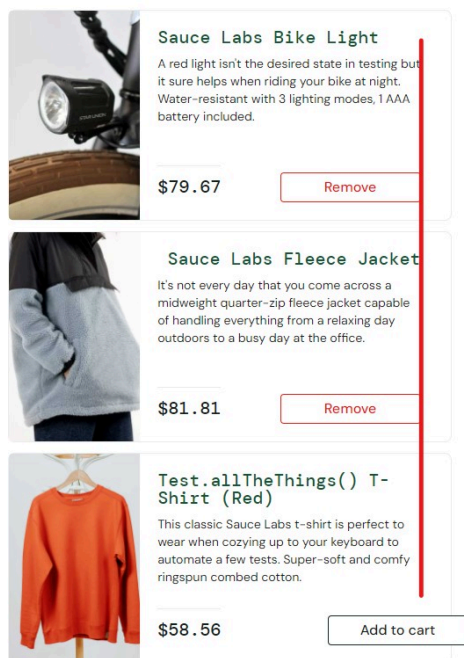 Sauce Labs Bike Light
A red light isn't the desired state in testing but
it sure helps when riding your bike at night.
Water-resistant with 3 lighting modes, 1 AAA
battery included.
$79.67
Remove
Sauce Labs Fleece Jacket
It's not every day that you come across a
midweight quarter-zip fleece jacket capable
of handling everything from a relaxing day
outdoors to a busy day at the office.
$81.81
Remove
Test.allTheThings() T-
Shirt (Red)
This classic Sauce Labs t-shirt is perfect to
wear when cozying up to your keyboard to
automate a few tests. Super-soft and comfy
ringspun combed cotton.
$58.56
Add to cart